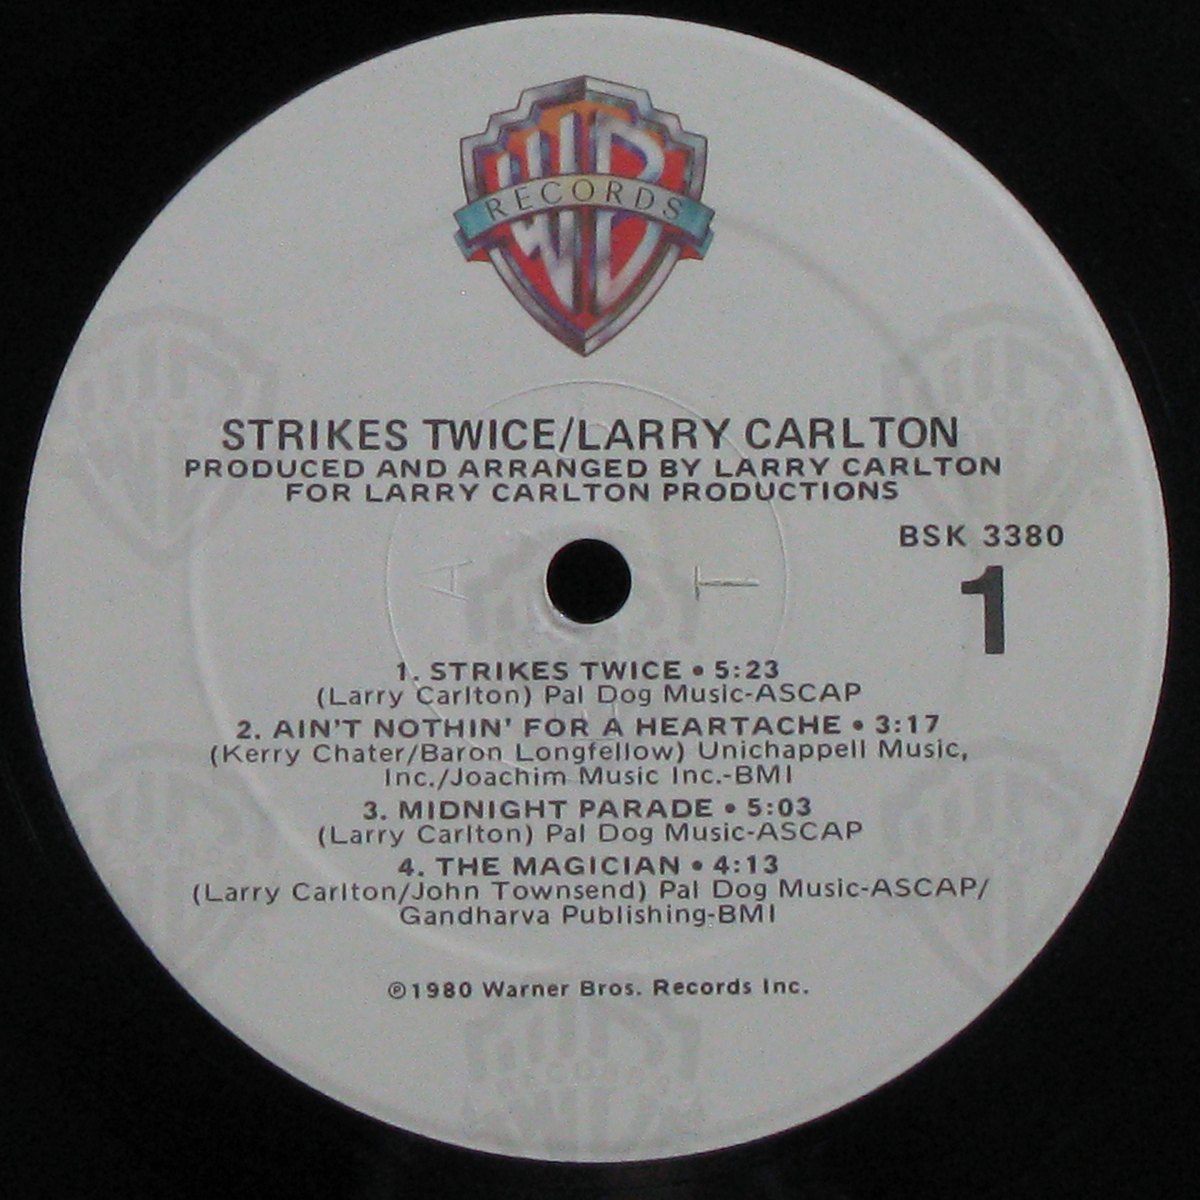 WB
RECORDS
STRIKES TWICE/LARRY CARLTON
PRODUCED AND ARRANGED BY LARRY CARLTON
FOR LARRY CARLTON PRODUCTIONS
BSK 3380
1
A T
1. STRIKES TWICE • 5:23
(Larry Carlton) Pal Dog Music-ASCAP
2. AIN'T NOTHIN' FOR A HEARTACHE • 3:17
(Kerry Chater/Baron Longfellow) Unichappell Music,
Inc./Joachim Music Inc.-BMI
3. MIDNIGHT PARADE • 5:03
(Larry Carlton) Pal Dog Music-ASCAP
4. THE MAGICIAN • 4:13
(Larry Carlton/John Townsend) Pal Dog Music-ASCAP/
Gandharva Publishing-BMI
℗1980 Warner Bros. Records Inc.